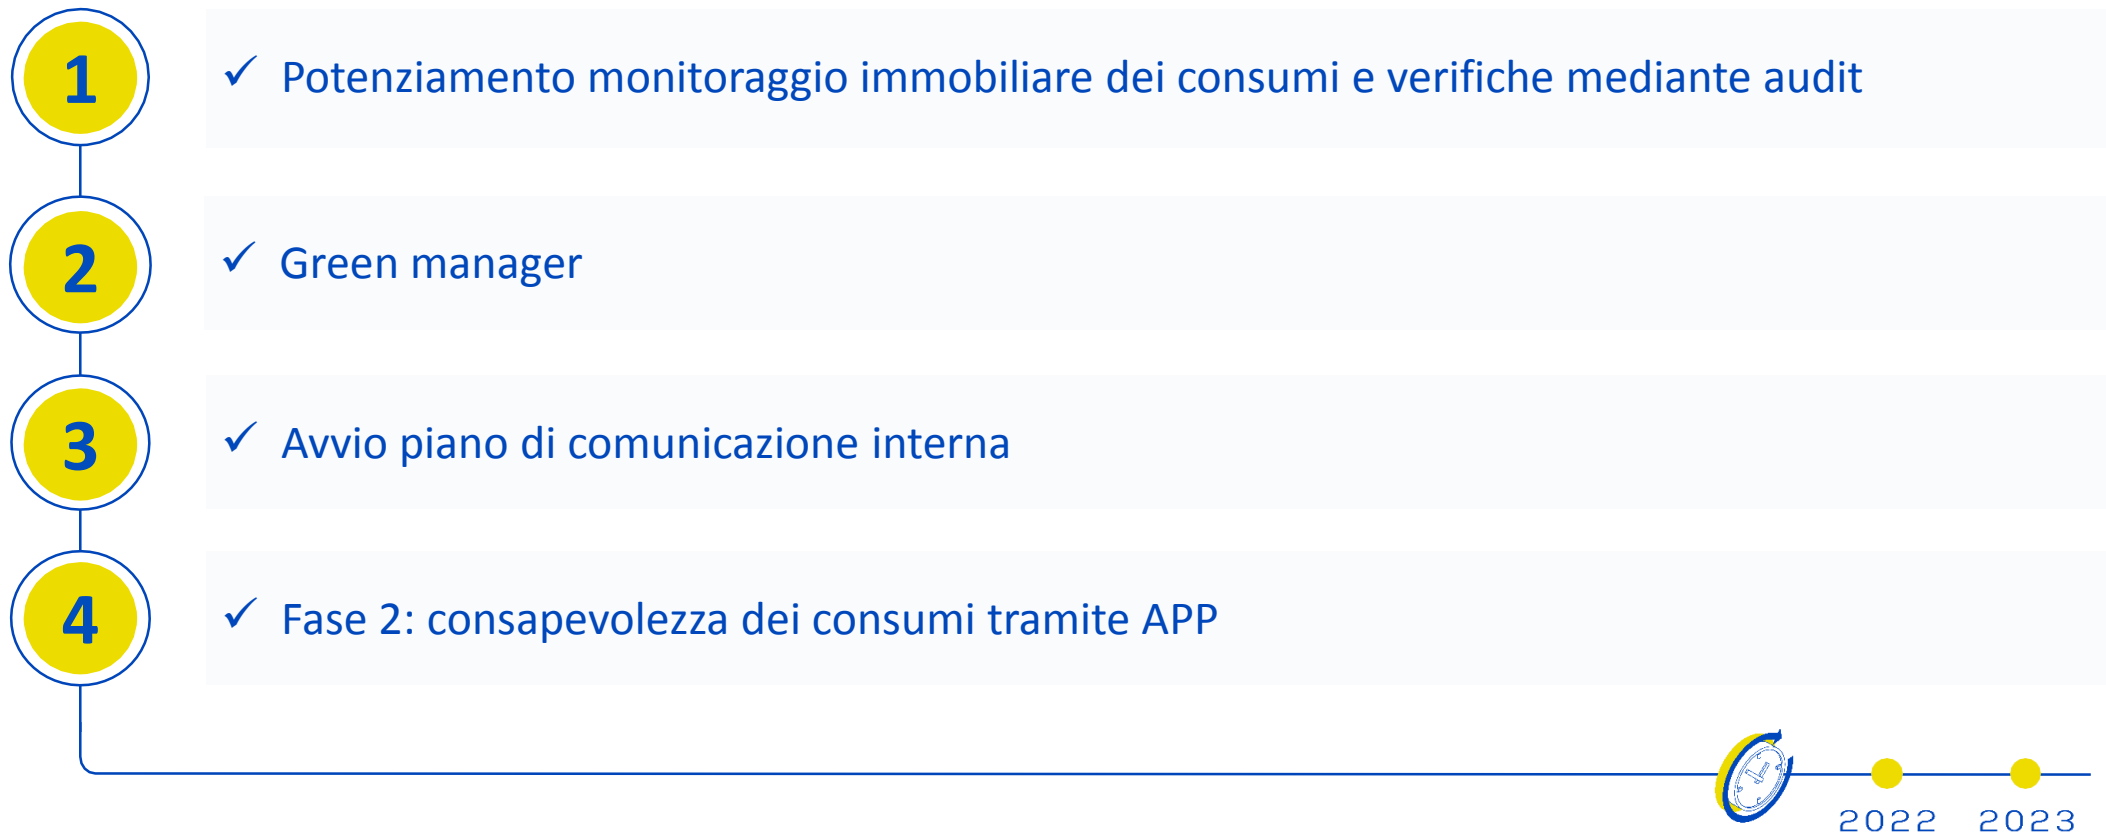 1
✓ Potenziamento monitoraggio immobiliare dei consumi e verifiche mediante audit
2
✓ Green manager
3
✓ Avvio piano di comunicazione interna
4
✓ Fase 2: consapevolezza dei consumi tramite APP
2022 2023